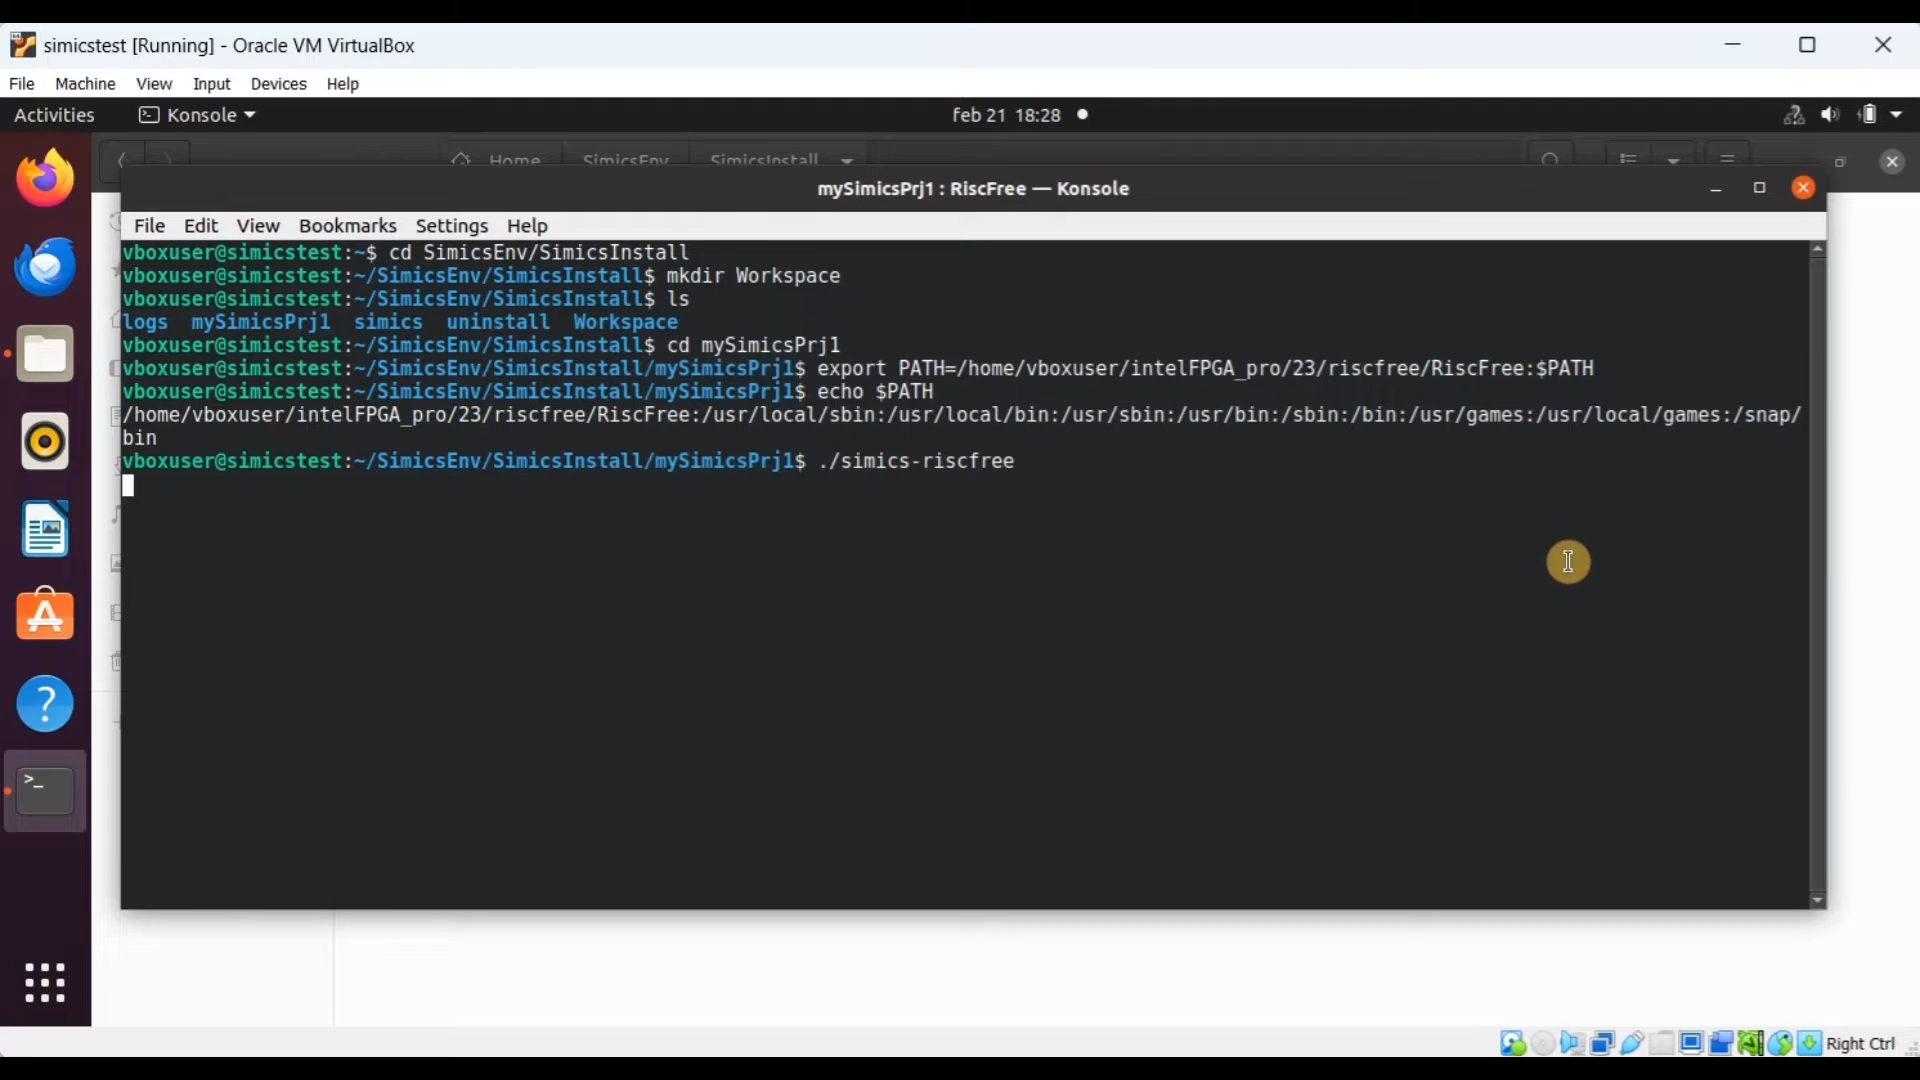 simicstest [Running] - Oracle VM VirtualBox
File Machine View Input Devices Help
Activities Konsole feb 21 18:28
Home SimicsEnv SimicsInstall
mySimicsPrj1 : RiscFree — Konsole
File Edit View Bookmarks Settings Help
vboxuser@simicstest:~$ cd SimicsEnv/SimicsInstall
vboxuser@simicstest:~/SimicsEnv/SimicsInstall$ mkdir Workspace
vboxuser@simicstest:~/SimicsEnv/SimicsInstall$ ls
logs mySimicsPrj1 simics uninstall Workspace
vboxuser@simicstest:~/SimicsEnv/SimicsInstall$ cd mySimicsPrj1
vboxuser@simicstest:~/SimicsEnv/SimicsInstall/mySimicsPrj1$ export PATH=/home/vboxuser/intelFPGA_pro/23/riscfree/RiscFree:$PATH
vboxuser@simicstest:~/SimicsEnv/SimicsInstall/mySimicsPrj1$ echo $PATH
/home/vboxuser/intelFPGA_pro/23/riscfree/RiscFree:/usr/local/sbin:/usr/local/bin:/usr/sbin:/usr/bin:/sbin:/bin:/usr/games:/usr/local/games:/snap/
bin
vboxuser@simicstest:~/SimicsEnv/SimicsInstall/mySimicsPrj1$ ./simics-riscfree
Right Ctrl